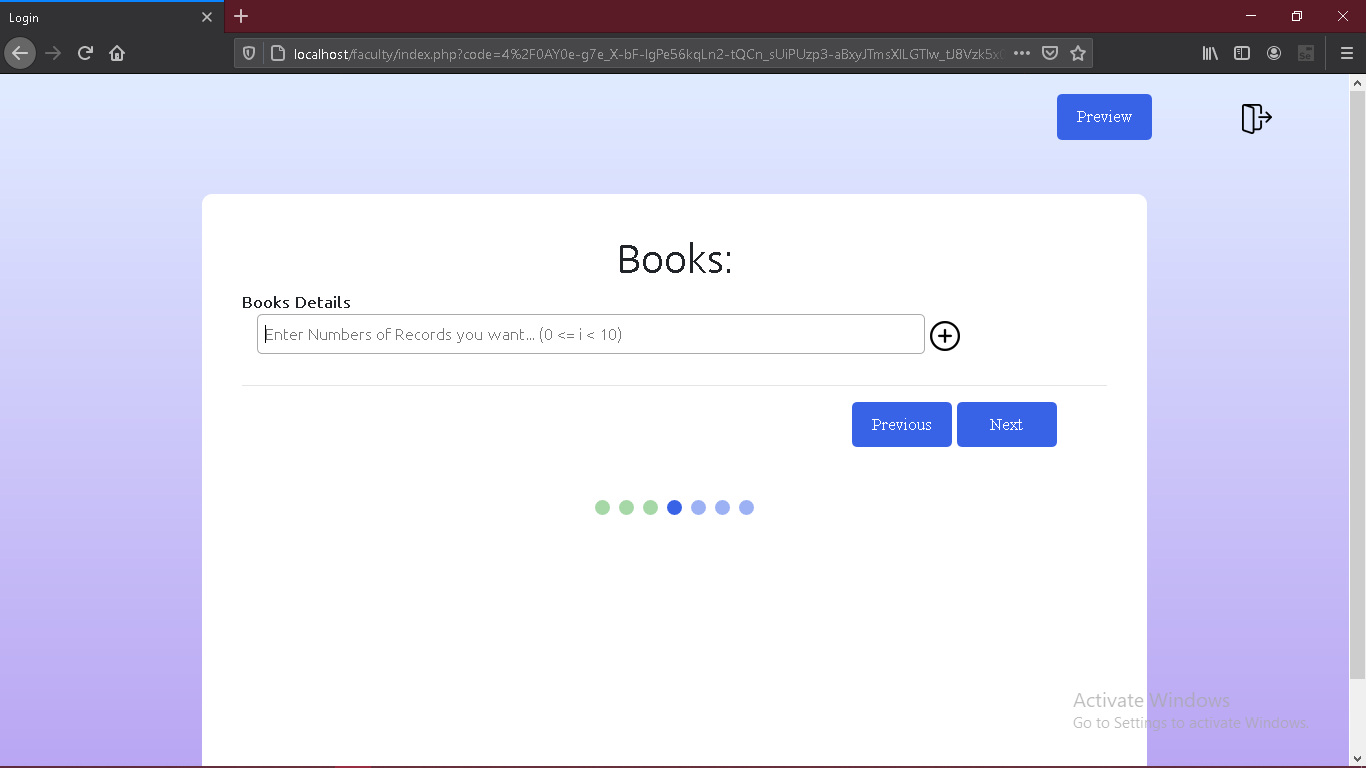 Login
localhost/faculty/index.php?code=4%2F0AY0e-g7e_X-bF-IgPe56kqLn2-tQCn_sUiPUzp3-aBxyJTmsXlLGTlw_tJ8Vzk5x
Preview
Books:
Books Details
Enter Numbers of Records you want... (0 <= i < 10)
Previous Next
Activate Windows
Go to Settings to activate Windows.